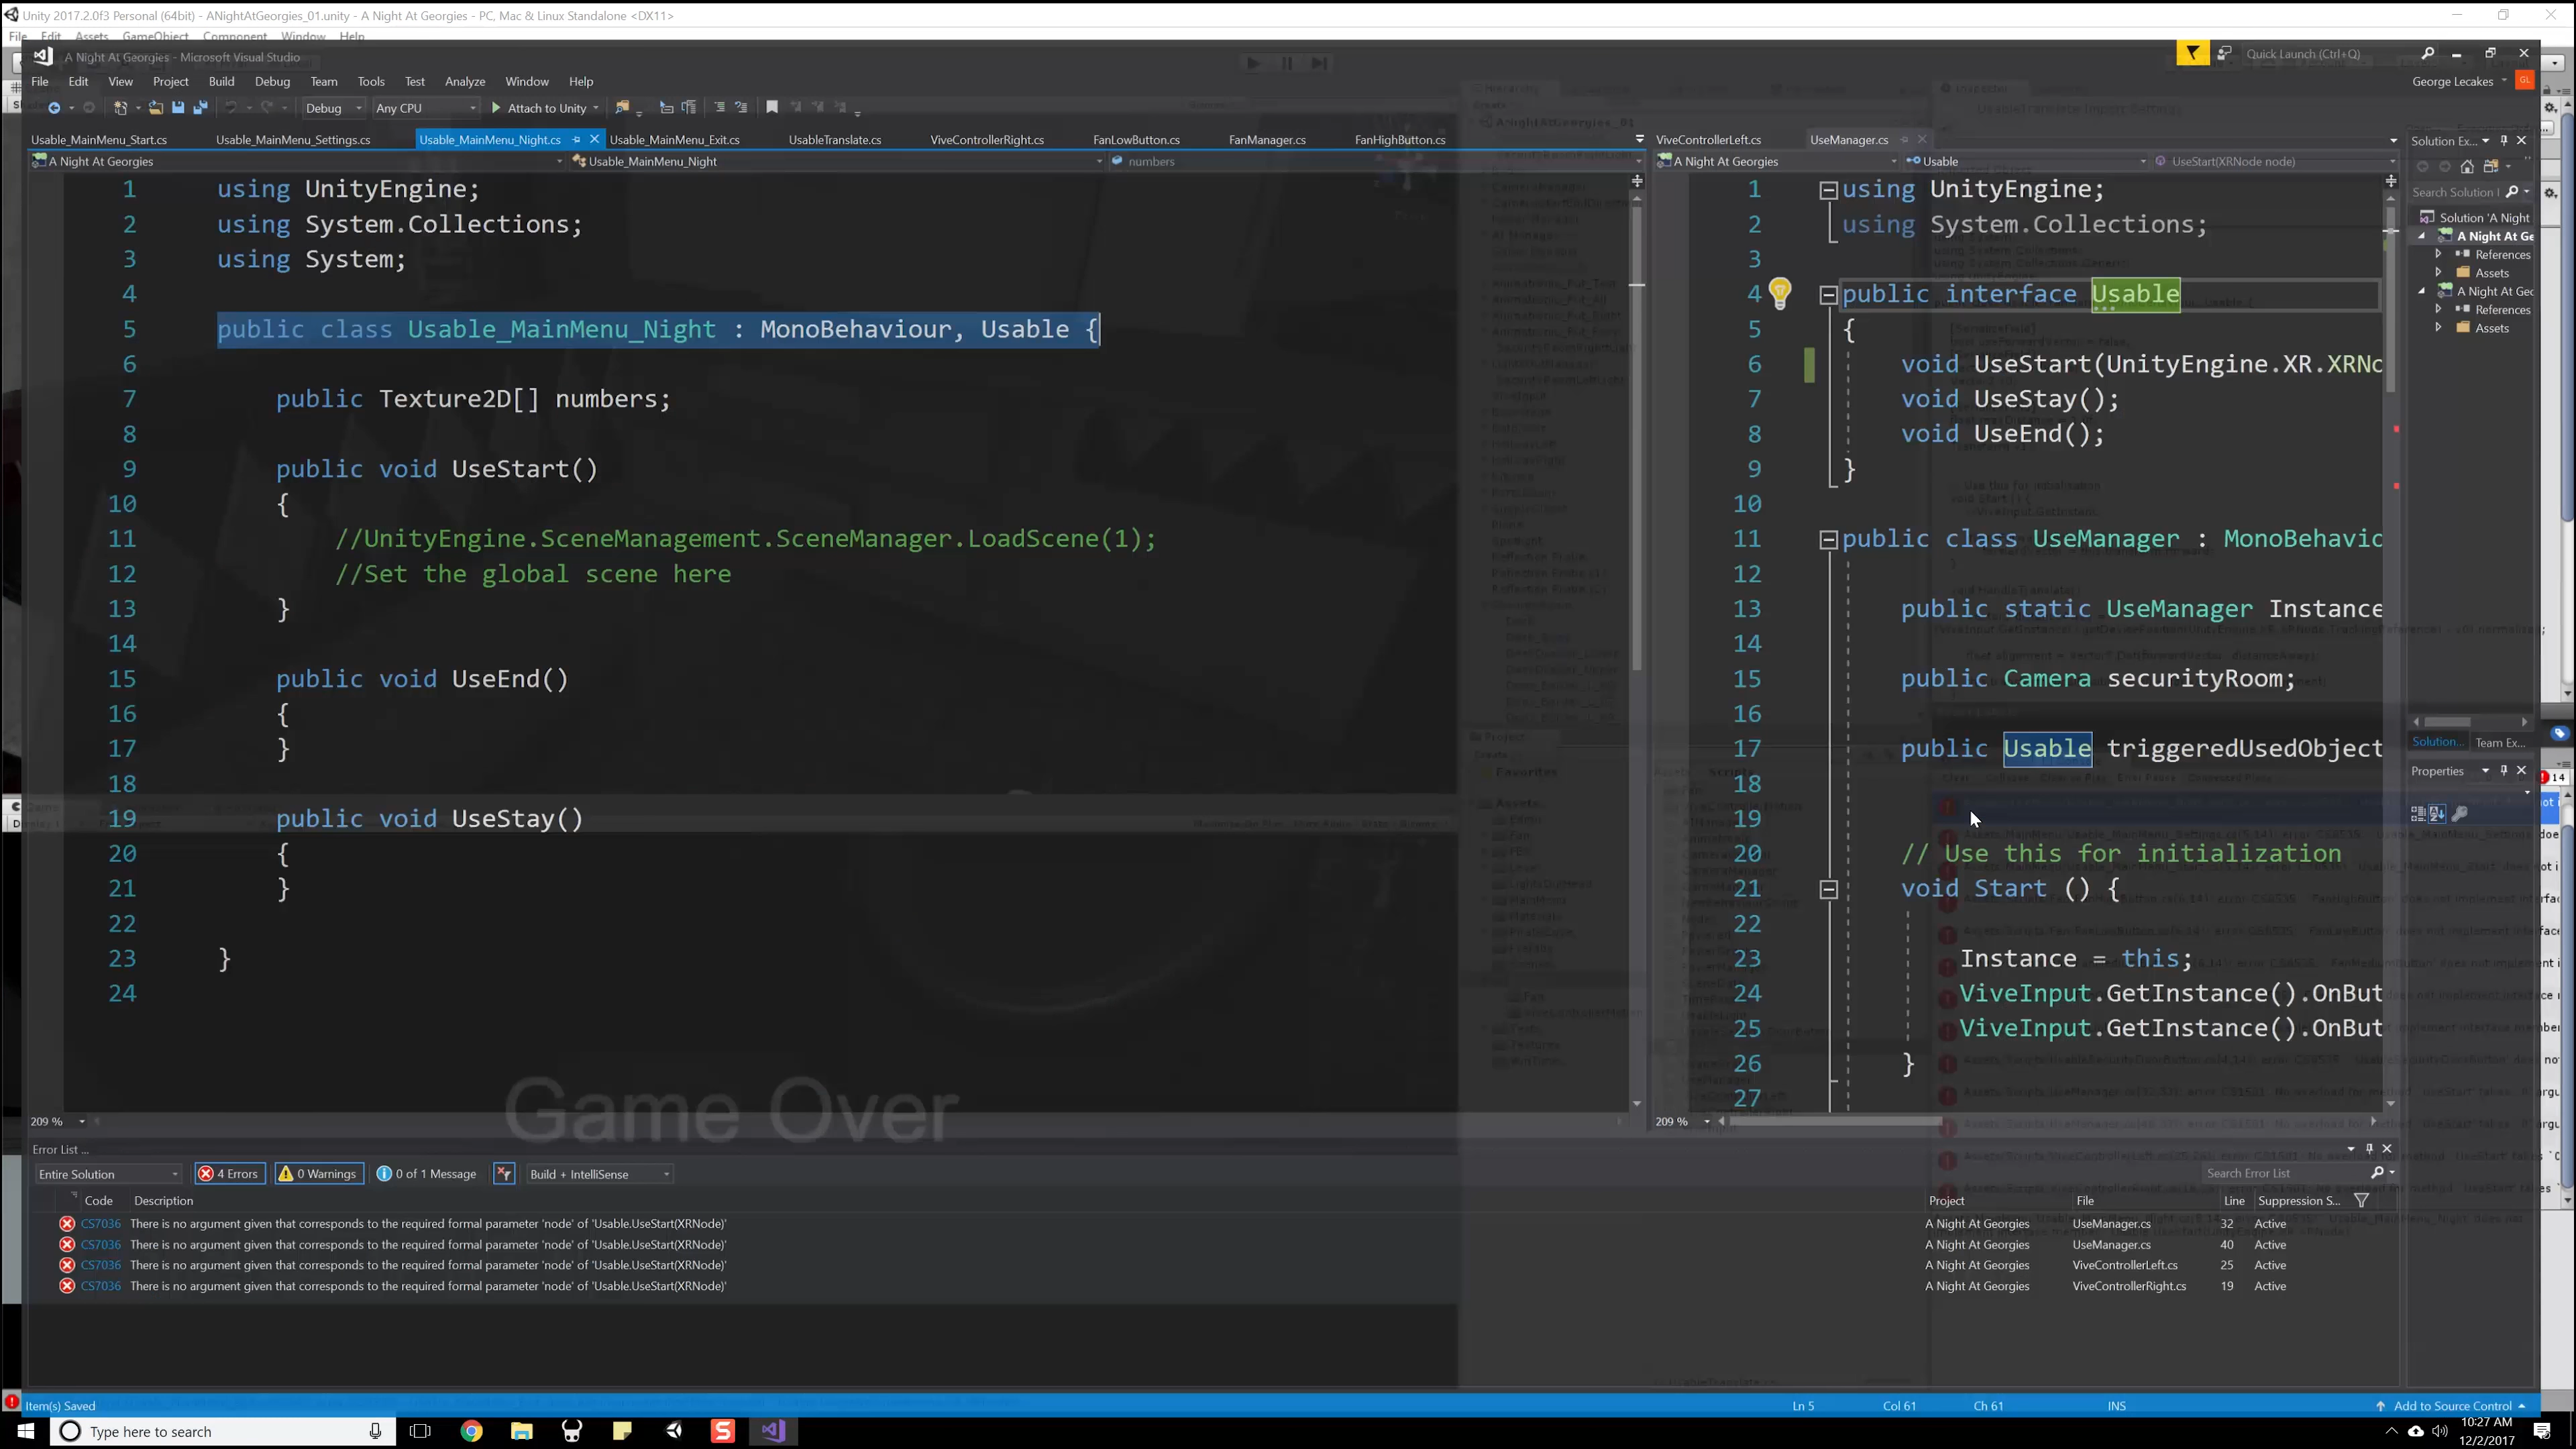 Unity 2017.2.0f3 Personal (64bit) - ANightAtGeorgies_01.unity - A Night At Georgies - PC, Mac & Linux Standalone <DX11>
File Edit Assets GameObject Component Window Help
A Night At Georgies - Microsoft Visual Studio
Quick Launch (Ctrl+Q)
File Edit View Project Build Debug Team Tools Test Analyze Window Help
George Lecakes
GL
Debug Any CPU Attach to Unity
Usable_MainMenu_Start.cs Usable_MainMenu_Settings.cs Usable_MainMenu_Night.cs Usable_MainMenu_Exit.cs UsableTranslate.cs ViveControllerRight.cs FanLowButton.cs FanManager.cs FanHighButton.cs
A Night At Georgies Usable_MainMenu_Night numbers
1 using UnityEngine;
2 using System.Collections;
3 using System;
4
5 public class Usable_MainMenu_Night : MonoBehaviour, Usable {
6
7 public Texture2D[] numbers;
8
9 public void UseStart()
10 {
11 //UnityEngine.SceneManagement.SceneManager.LoadScene(1);
12 //Set the global scene here
13 }
14
15 public void UseEnd()
16 {
17 }
18
19 public void UseStay()
20 {
21 }
22
23 }
24
209 %
Game Over
ViveControllerLeft.cs UseManager.cs
A Night At Georgies Usable UseStart(XRNode node)
1 using UnityEngine;
2 using System.Collections;
3
4 public interface Usable
5 {
6 void UseStart(UnityEngine.XR.XRNo
7 void UseStay();
8 void UseEnd();
9 }
10
11 public class UseManager : MonoBehavio
12
13 public static UseManager Instance
14
15 public Camera securityRoom;
16
17 public Usable triggeredUsedObject
18
19
20 // Use this for initialization
21 void Start () {
22
23 Instance = this;
24 ViveInput.GetInstance().OnBut
25 ViveInput.GetInstance().OnBut
26 }
27
209 %
Solution Ex...
Search Solution
Solution 'A Night
A Night At Ge
References
Assets
A Night At Geo
References
Assets
Solution... Team Ex...
Properties
14
Error List ...
Entire Solution 4 Errors 0 Warnings 0 of 1 Message Build + IntelliSense
Search Error List
Code Description Project File Line Suppression S...
CS7036 There is no argument given that corresponds to the required formal parameter 'node' of 'Usable.UseStart(XRNode)' A Night At Georgies UseManager.cs 32 Active
CS7036 There is no argument given that corresponds to the required formal parameter 'node' of 'Usable.UseStart(XRNode)' A Night At Georgies UseManager.cs 40 Active
CS7036 There is no argument given that corresponds to the required formal parameter 'node' of 'Usable.UseStart(XRNode)' A Night At Georgies ViveControllerLeft.cs 25 Active
CS7036 There is no argument given that corresponds to the required formal parameter 'node' of 'Usable.UseStart(XRNode)' A Night At Georgies ViveControllerRight.cs 19 Active
Item(s) Saved Ln 5 Col 61 Ch 61 INS Add to Source Control
Type here to search
10:27 AM
12/2/2017